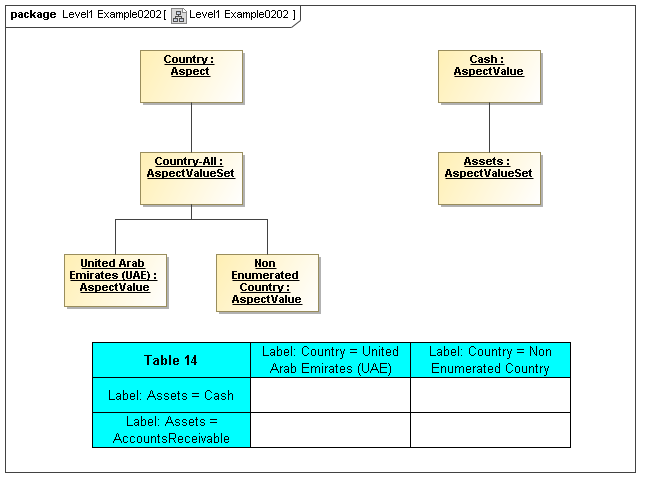 package Level1 Example0202 [ Level1 Example0202 ]
Country :
Aspect
Cash :
AspectValue
Country-All :
AspectValueSet
Assets :
AspectValueSet
United Arab
Emirates (UAE) :
AspectValue
Non
Enumerated
Country :
AspectValue
Table 14
Label: Country = United
Arab Emirates (UAE)
Label: Country = Non
Enumerated Country
Label: Assets = Cash
Label: Assets =
AccountsReceivable